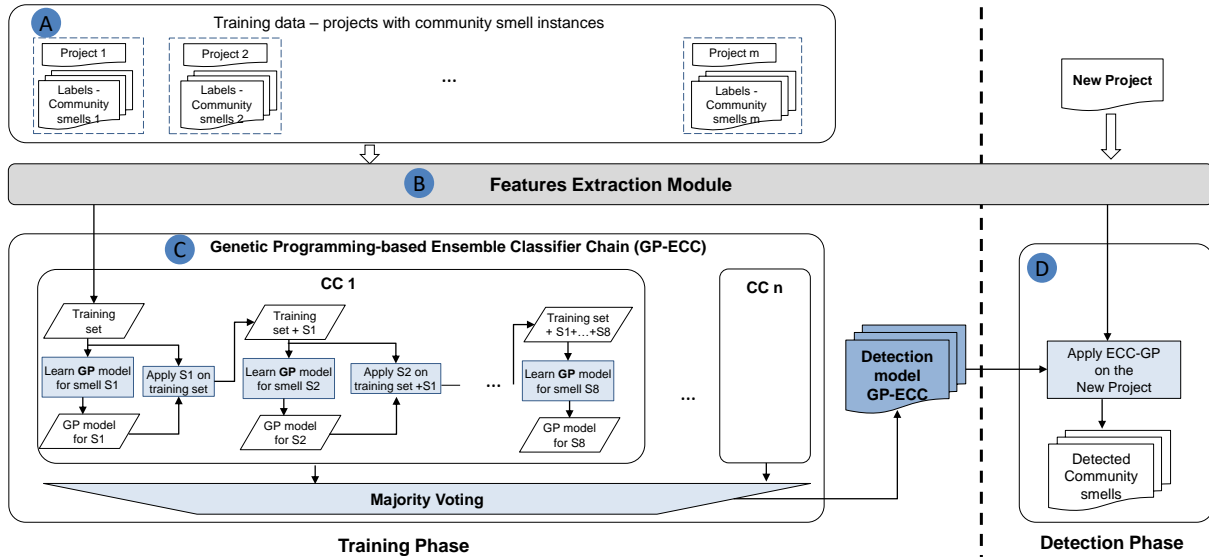 A
Training data – projects with community smell instances
Project 1
Labels -
Community
smells 1
Project 2
Labels -
Community
smells 2
...
Project m
Labels -
Community
smells m
New Project
B
Features Extraction Module
C
Genetic Programming-based Ensemble Classifier Chain (GP-ECC)
CC 1
Training
set
Learn GP model
for smell S1
Apply S1 on
training set
GP model
for S1
Training
set + S1
Learn GP model
for smell S2
Apply S2 on
training set +S1
GP model
for S2
...
Training set
+ S1+...+S8
Learn GP model
for smell S8
GP model
for S8
...
CC n
Majority Voting
Detection
model
GP-ECC
D
Apply ECC-GP
on the
New Project
Detected
Community
smells
Training Phase
Detection Phase